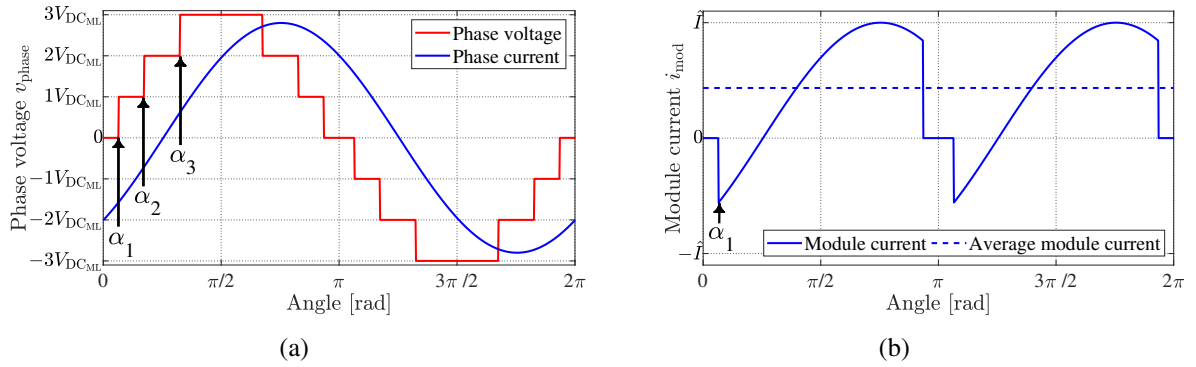 3V_DC_ML
2V_DC_ML
1V_DC_ML
0
−1V_DC_ML
−2V_DC_ML
−3V_DC_ML
Phase voltage v_phase
Phase voltage
Phase current
α_1
α_2
α_3
0
π/2
π
3π/2
2π
Angle [rad]
(a)
Î
0
−Î
Module current i_mod
α_1
Module current
Average module current
0
π/2
π
3π/2
2π
Angle [rad]
(b)